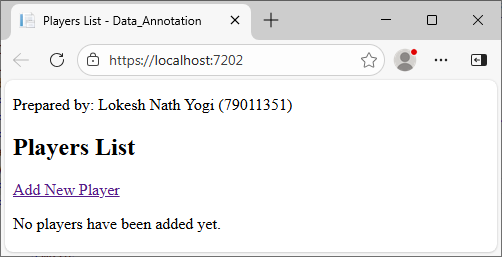 Players List - Data_Annotation
https://localhost:7202
Prepared by: Lokesh Nath Yogi (79011351)
Players List
Add New Player
No players have been added yet.